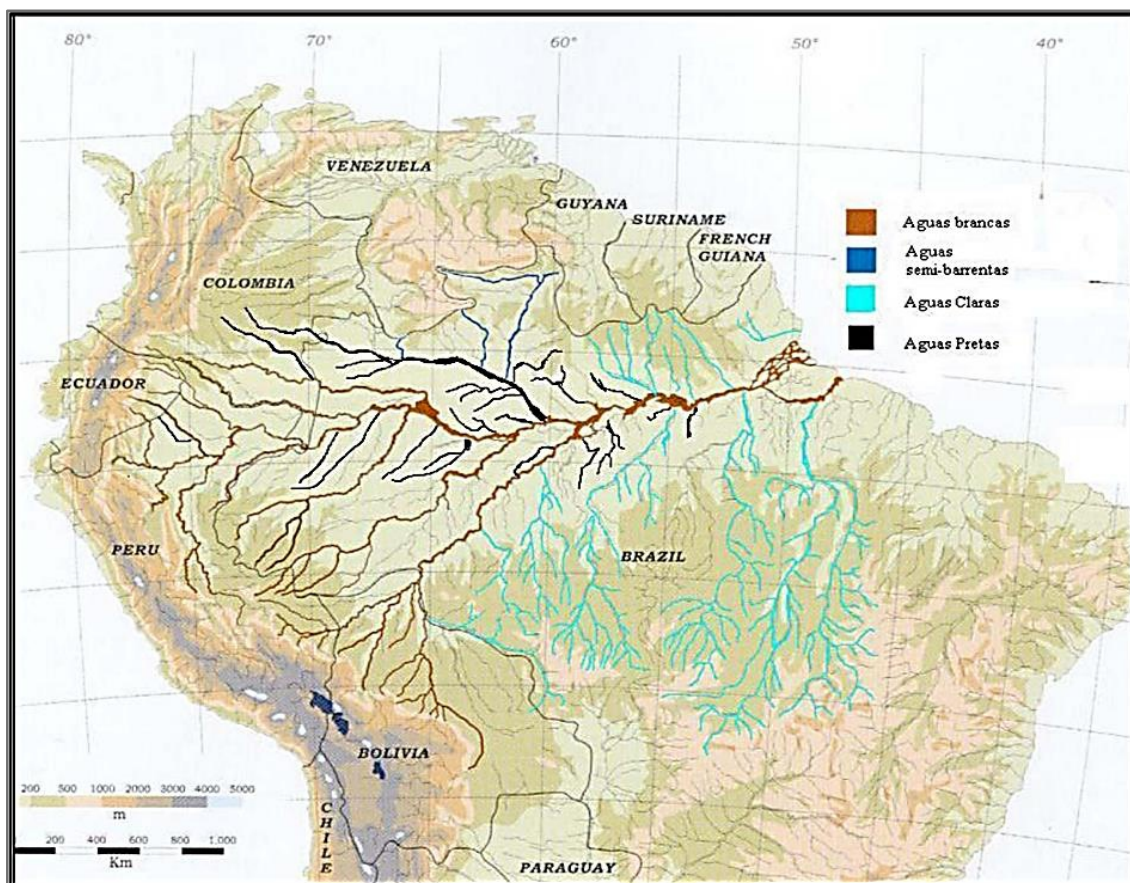 80°
70°
60°
50°
40°
VENEZUELA
GUYANA
SURINAME
FRENCH
GUIANA
COLOMBIA
Aguas brancas
Aguas
semi-barrentas
Aguas Claras
Aguas Pretas
ECUADOR
PERU
BRAZIL
BOLIVIA
CHILE
PARAGUAY
200 500 1000 2000 3000 4000 5000
m
0 200 400 600 800 1.000
Km